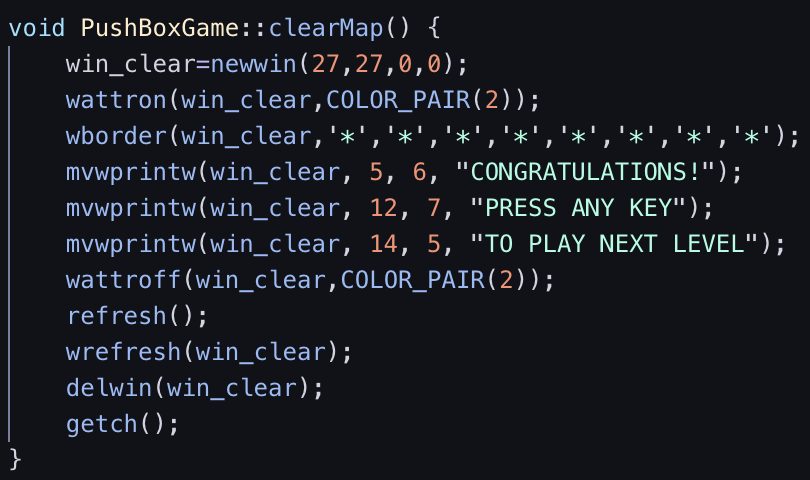 void PushBoxGame::clearMap() {
    win_clear=newwin(27,27,0,0);
    wattron(win_clear,COLOR_PAIR(2));
    wborder(win_clear,'*','*','*','*','*','*','*','*');
    mvwprintw(win_clear, 5, 6, "CONGRATULATIONS!");
    mvwprintw(win_clear, 12, 7, "PRESS ANY KEY");
    mvwprintw(win_clear, 14, 5, "TO PLAY NEXT LEVEL");
    wattroff(win_clear,COLOR_PAIR(2));
    refresh();
    wrefresh(win_clear);
    delwin(win_clear);
    getch();
}